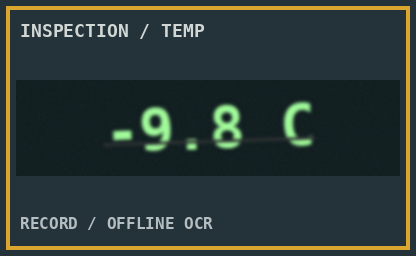 INSPECTION / TEMP
-9.8 C
RECORD / OFFLINE OCR